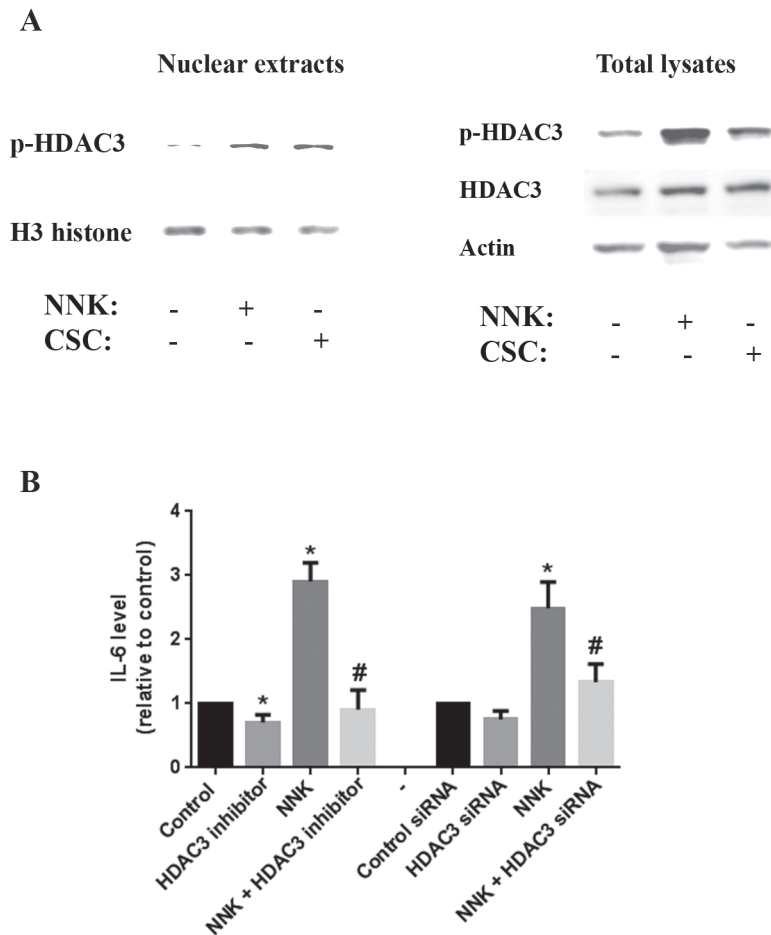 A
Nuclear extracts
p-HDAC3
H3 histone
NNK: - + -
CSC: - - +
Total lysates
p-HDAC3
HDAC3
Actin
NNK: - + -
CSC: - - +
B
IL-6 level
(relative to control)
4
3
2
1
0
*
*
#
*
#
Control
HDAC3 inhibitor
NNK
NNK + HDAC3 inhibitor
-
Control siRNA
HDAC3 siRNA
NNK
NNK + HDAC3 siRNA